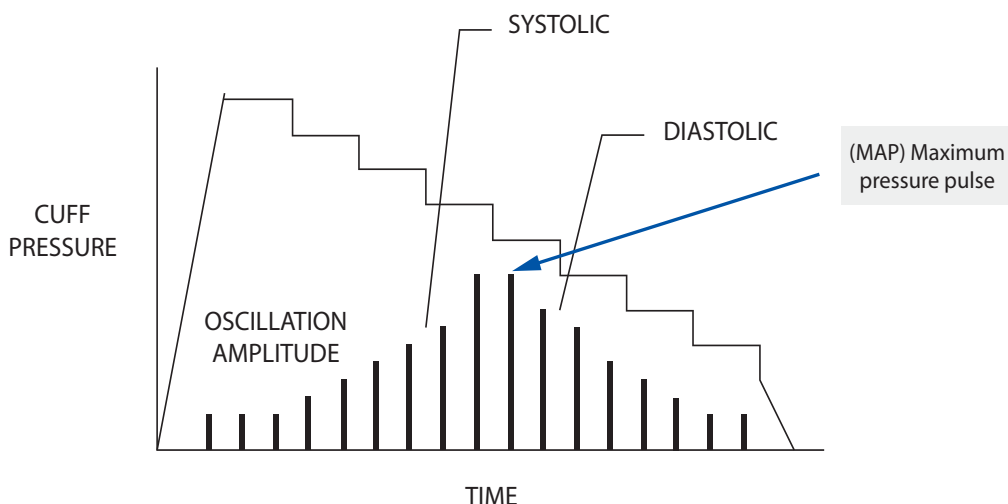 SYSTOLIC
DIASTOLIC
(MAP) Maximum
pressure pulse
CUFF
PRESSURE
OSCILLATION
AMPLITUDE
TIME